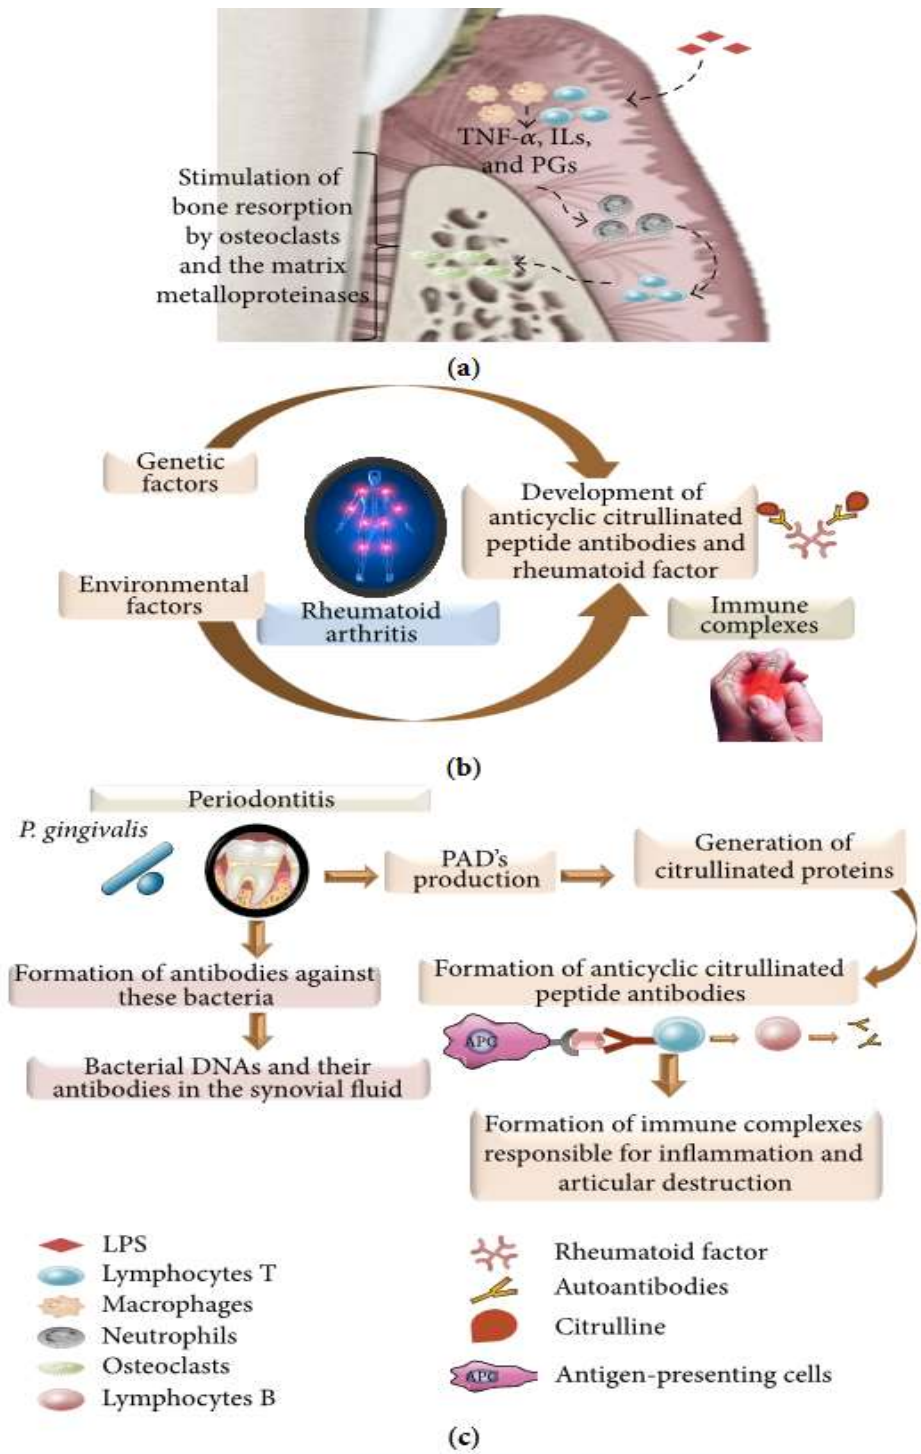 TNF-α, ILs,
and PGs
Stimulation of
bone resorption
by osteoclasts
and the matrix
metalloproteinases
(a)
Genetic
factors
Environmental
factors
Rheumatoid
arthritis
Development of
anticyclic citrullinated
peptide antibodies and
rheumatoid factor
Immune
complexes
(b)
Periodontitis
P. gingivalis
PAD's
production
Generation of
citrullinated proteins
Formation of antibodies against
these bacteria
Bacterial DNAs and their
antibodies in the synovial fluid
Formation of anticyclic citrullinated
peptide antibodies
APC
Formation of immune complexes
responsible for inflammation and
articular destruction
LPS
Lymphocytes T
Macrophages
Neutrophils
Osteoclasts
Lymphocytes B
Rheumatoid factor
Autoantibodies
Citrulline
APC
Antigen-presenting cells
(c)